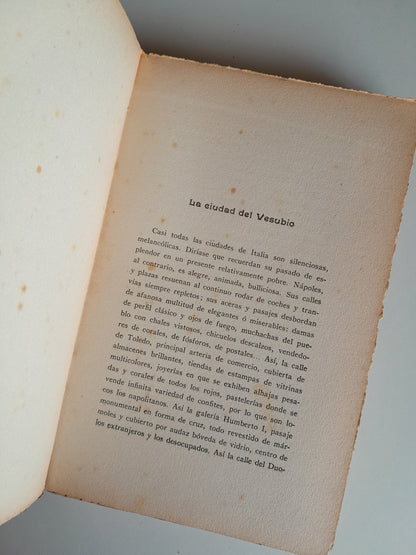 La ciudad del Vesubio
Casi todas las ciudades de Italia son silenciosas,
melancólicas. Diríase que recuerdan su pasado de es-
plendor en un presente relativamente pobre. Nápoles,
al contrario, es alegre, animada, bulliciosa. Sus calles
y plazas resuenan al continuo rodar de coches y tran-
vías siempre repletos; sus aceras y pasajes desbordan
de afanosa multitud de elegantes ó miserables: damas
de perfil clásico y ojos de fuego, muchachas del pue-
blo con chales vistosos, chicuelos descalzos, vendedo-
res de corales, de fósforos, de postales... Así, la calle
de Toledo, principal arteria de comercio, cubierta de
almacenes brillantes, tiendas de estampas de vitrinas
multicolores, joyerías en que se exhiben alhajas pesa-
das y corales de todos los rojos, pastelerías donde se
vende infinita variedad de confites, por lo que son lo-
cos los napolitanos. Así la galería Humberto I, pasaje
monumental en forma de cruz, todo revestido de már-
moles y cubierto por audaz bóveda de vidrio, centro de
los extranjeros y los desocupados. Así la calle del Duo-